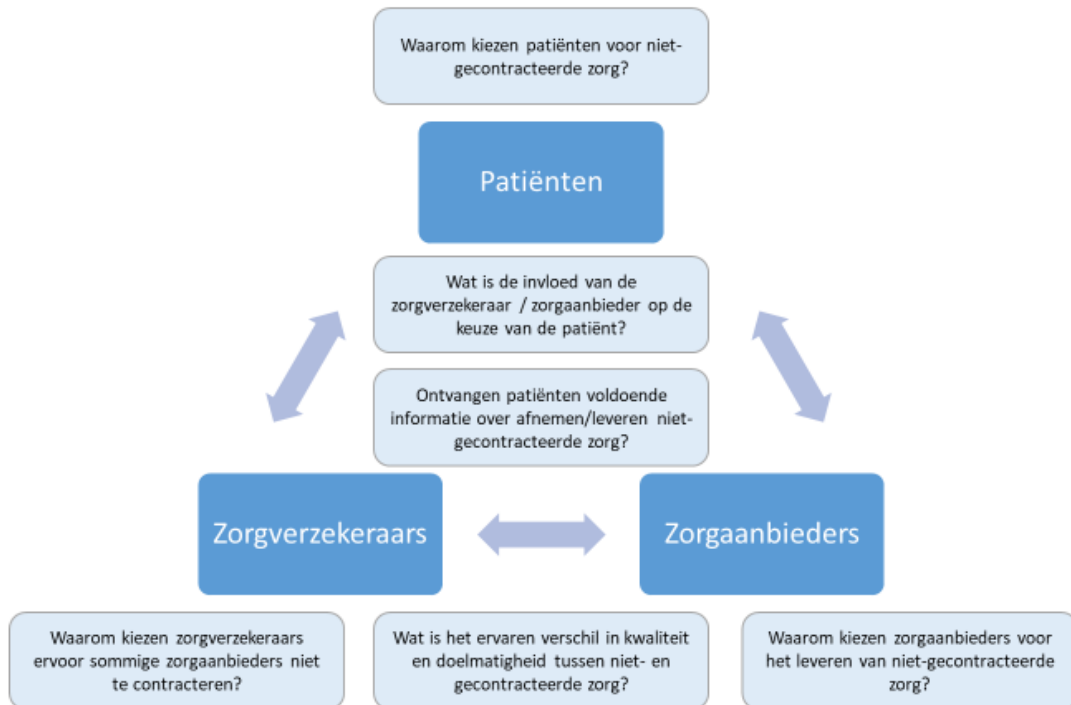 Waarom kiezen patiënten voor niet-
gecontracteerde zorg?
Patiënten
Wat is de invloed van de
zorgverzekeraar / zorgaanbieder op de
keuze van de patiënt?
Ontvangen patiënten voldoende
informatie over afnemen/leveren niet-
gecontracteerde zorg?
Zorgverzekeraars
Zorgaanbieders
Waarom kiezen zorgverzekeraars
ervoor sommige zorgaanbieders niet
te contracteren?
Wat is het ervaren verschil in kwaliteit
en doelmatigheid tussen niet- en
gecontracteerde zorg?
Waarom kiezen zorgaanbieders voor
het leveren van niet-gecontracteerde
zorg?